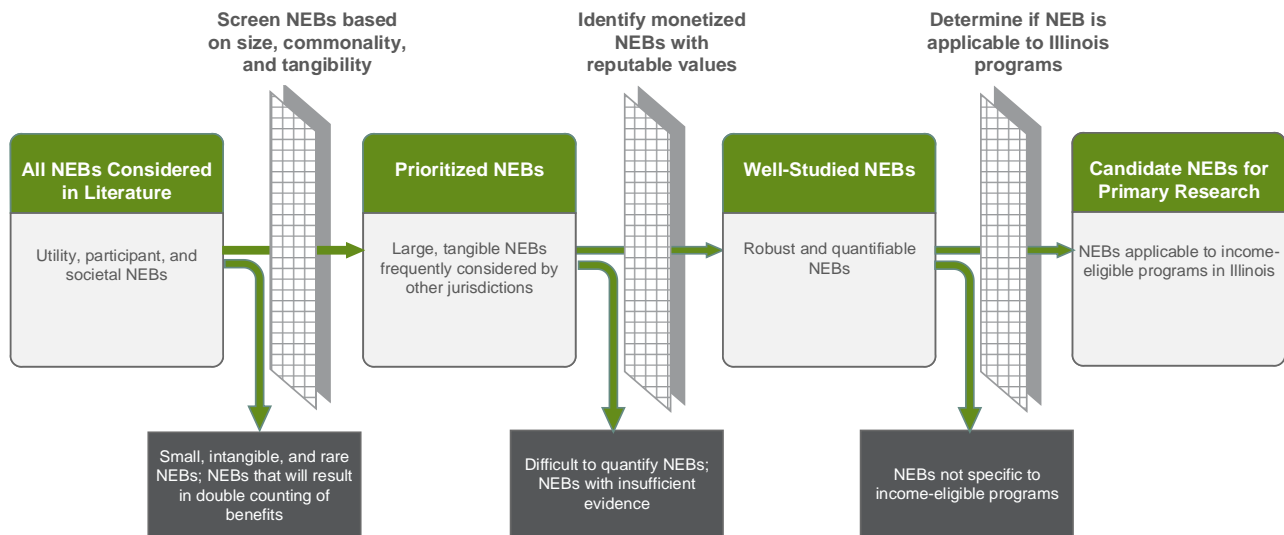 Screen NEBs based
on size, commonality,
and tangibility
Identify monetized
NEBs with
reputable values
Determine if NEB is
applicable to Illinois
programs
All NEBs Considered
in Literature
Utility, participant, and
societal NEBs
Prioritized NEBs
Large, tangible NEBs
frequently considered by
other jurisdictions
Well-Studied NEBs
Robust and quantifiable
NEBs
Candidate NEBs for
Primary Research
NEBs applicable to income-
eligible programs in Illinois
Small, intangible, and rare
NEBs; NEBs that will result
in double counting of
benefits
Difficult to quantify NEBs;
NEBs with insufficient
evidence
NEBs not specific to
income-eligible programs